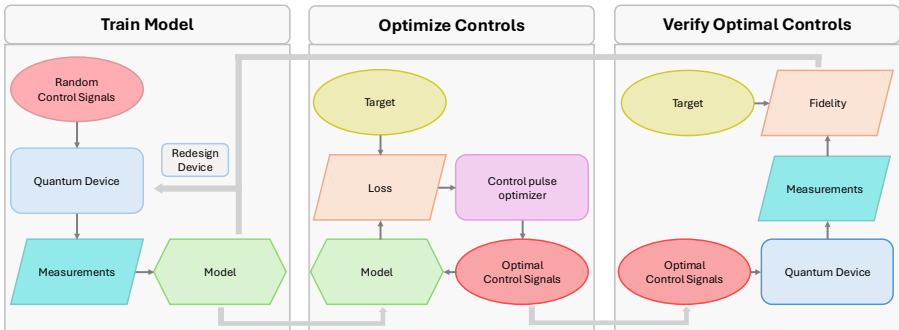 Train Model
Optimize Controls
Verify Optimal Controls
Random
Control Signals
Quantum Device
Redesign
Device
Measurements
Model
Target
Loss
Control pulse
optimizer
Model
Optimal
Control Signals
Target
Fidelity
Measurements
Optimal
Control Signals
Quantum Device